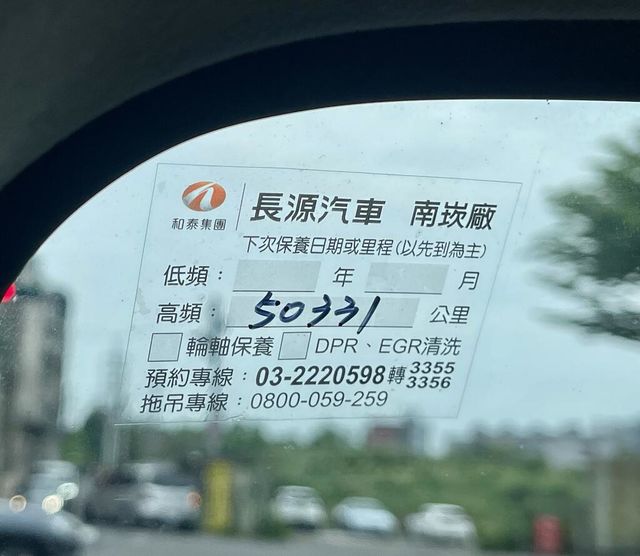 和泰集團
長源汽車 南崁廠
下次保養日期或里程(以先到為主)
低頻： 年 月
高頻： 50331 公里
輪軸保養 DPR、EGR清洗
預約專線：03-2220598轉3355
3356
拖吊專線：0800-059-259